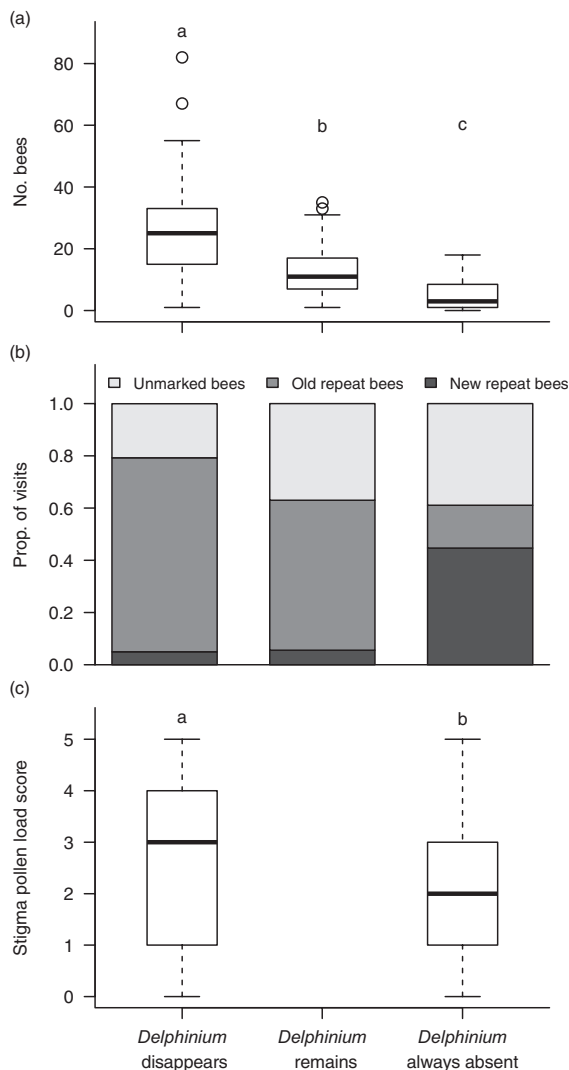 (a)
a
b
c
80
60
40
20
0
No. bees
(b)
Unmarked bees Old repeat bees New repeat bees
1.0
0.8
0.6
0.4
0.2
0.0
Prop. of visits
(c)
a
b
5
4
3
2
1
0
Stigma pollen load score
Delphinium Delphinium Delphinium
disappears remains always absent